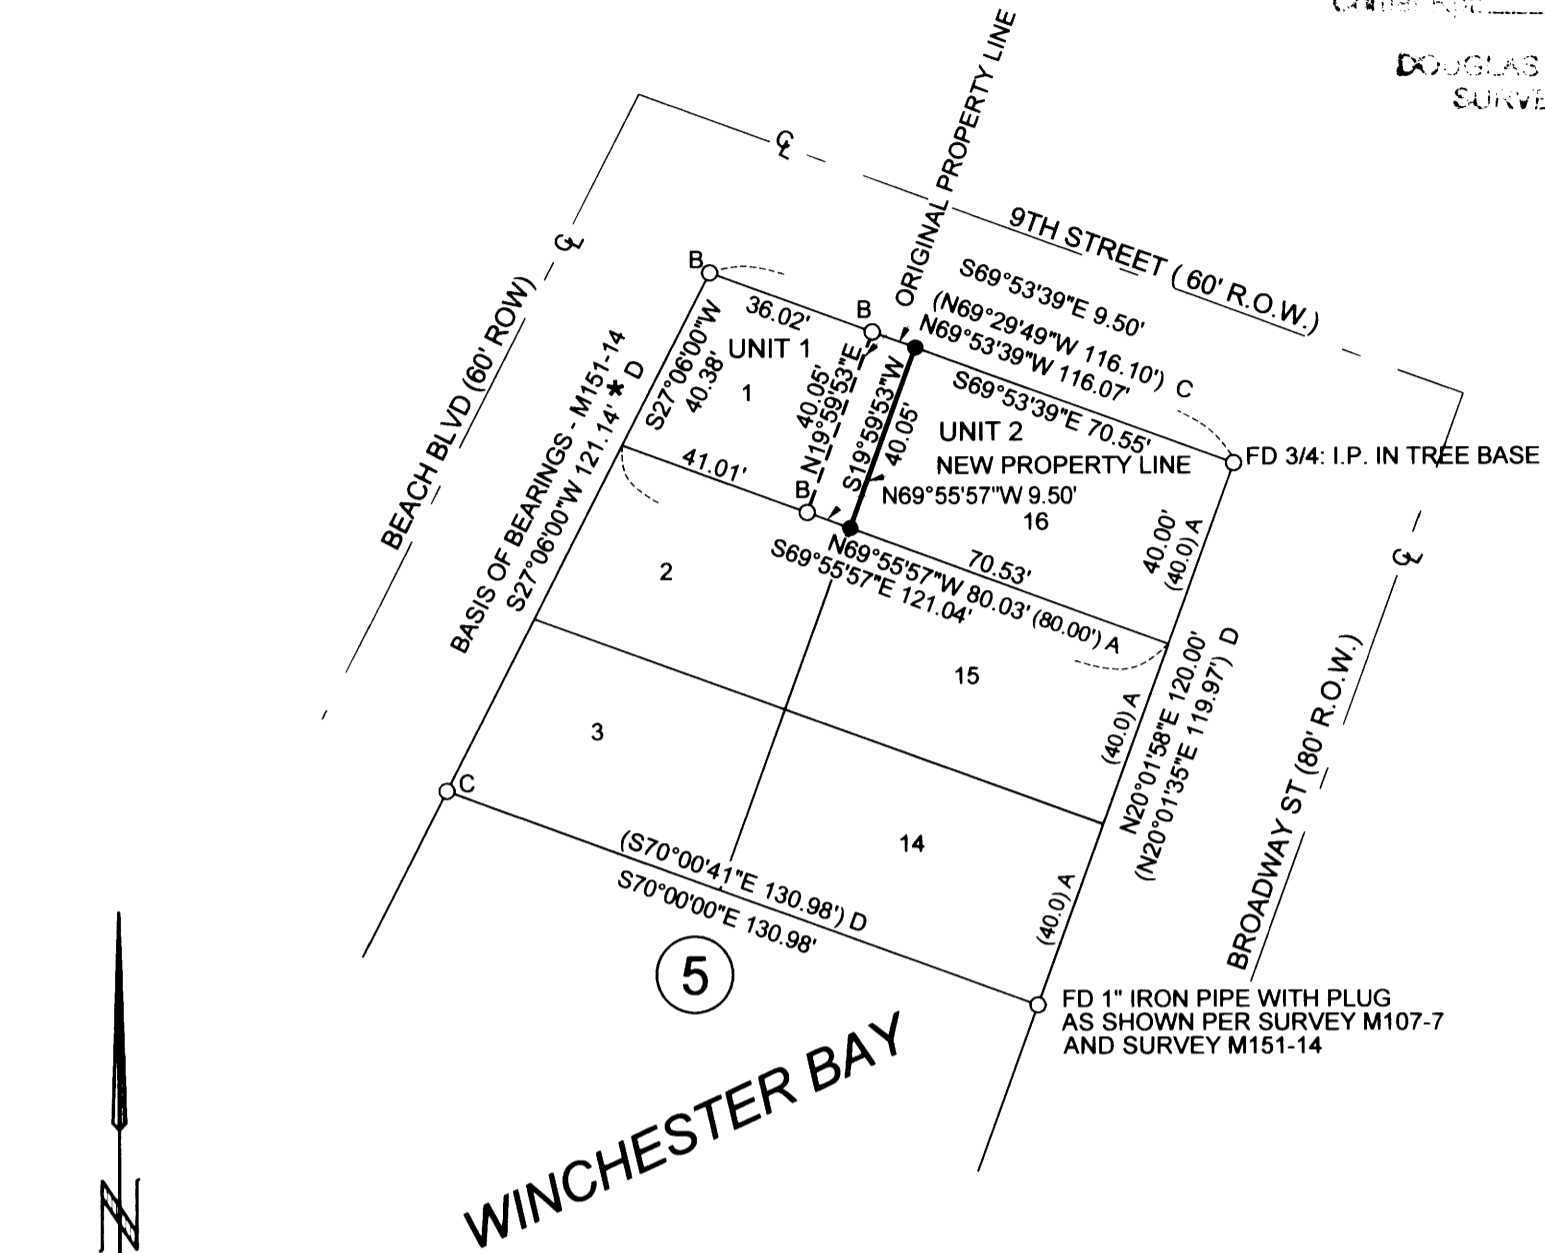 DOUGLAS
ORIGINAL PROPERTY LINE
9TH STREET ( 60' R.O.W.)
BEACH BLVD (60' ROW)
BASIS OF BEARINGS - M151-14
S27°06'00"W 121.14' * D
S27°06'00"W
40.38'
B
36.02'
UNIT 1
1
B
40.05'
N19°59'53"E
S19°59'53"W
40.05'
S69°53'39"E 9.50'
(N69°29'49"W 116.10') C
N69°53'39"W 116.07'
S69°53'39"E 70.55'
UNIT 2
NEW PROPERTY LINE
N69°55'57"W 9.50'
16
FD 3/4: I.P. IN TREE BASE
41.01'
B
70.53'
N69°55'57"W 80.03' (80.00') A
S69°55'57"E 121.04'
40.00'
(40.0) A
2
15
(40.0) A
N20°01'58"E 120.00'
(N20°01'35"E 119.97') D
3
14
(40.0) A
BROADWAY ST (80' R.O.W.)
C
(S70°00'41"E 130.98') D
S70°00'00"E 130.98'
5
FD 1" IRON PIPE WITH PLUG
AS SHOWN PER SURVEY M107-7
AND SURVEY M151-14
WINCHESTER BAY
N